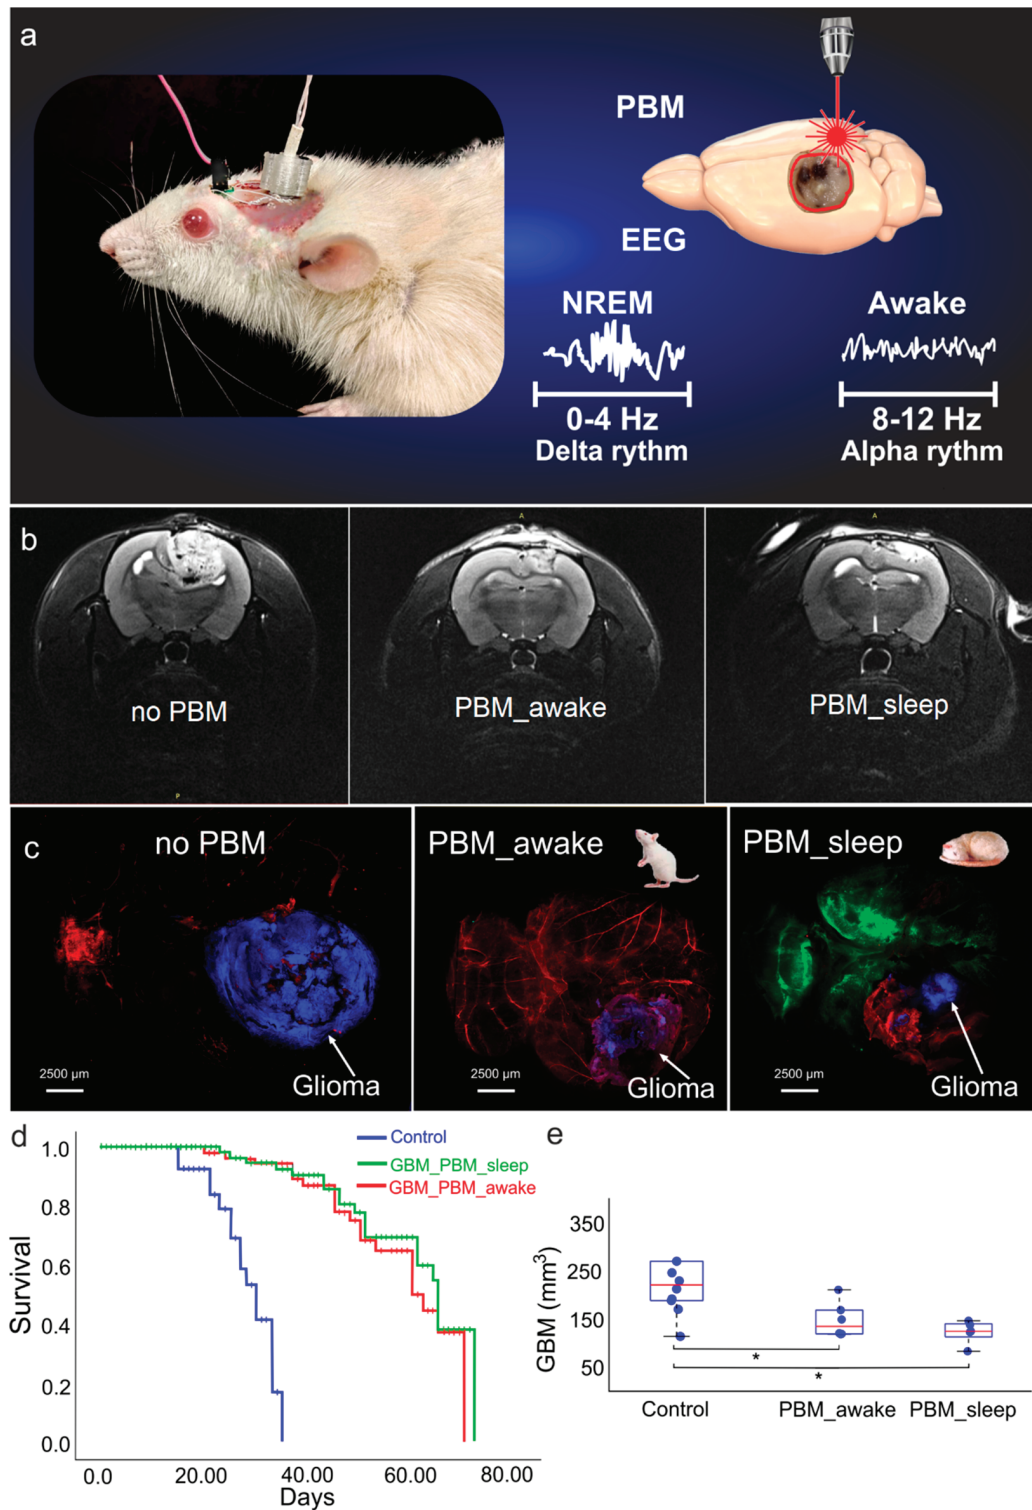 a
PBM
EEG
NREM
Awake
0-4 Hz
8-12 Hz
Delta rythm
Alpha rythm
b
A
A
no PBM
PBM_awake
PBM_sleep
P
c
no PBM
PBM_awake
PBM_sleep
2500 µm
Glioma
2500 µm
Glioma
2500 µm
Glioma
d
Control
GBM_PBM_sleep
GBM_PBM_awake
Survival
1.0
0.8
0.6
0.4
0.2
0.0
0.0
20.00
40.00
60.00
80.00
Days
e
GBM (mm³)
350
250
150
50
*
*
Control
PBM_awake
PBM_sleep